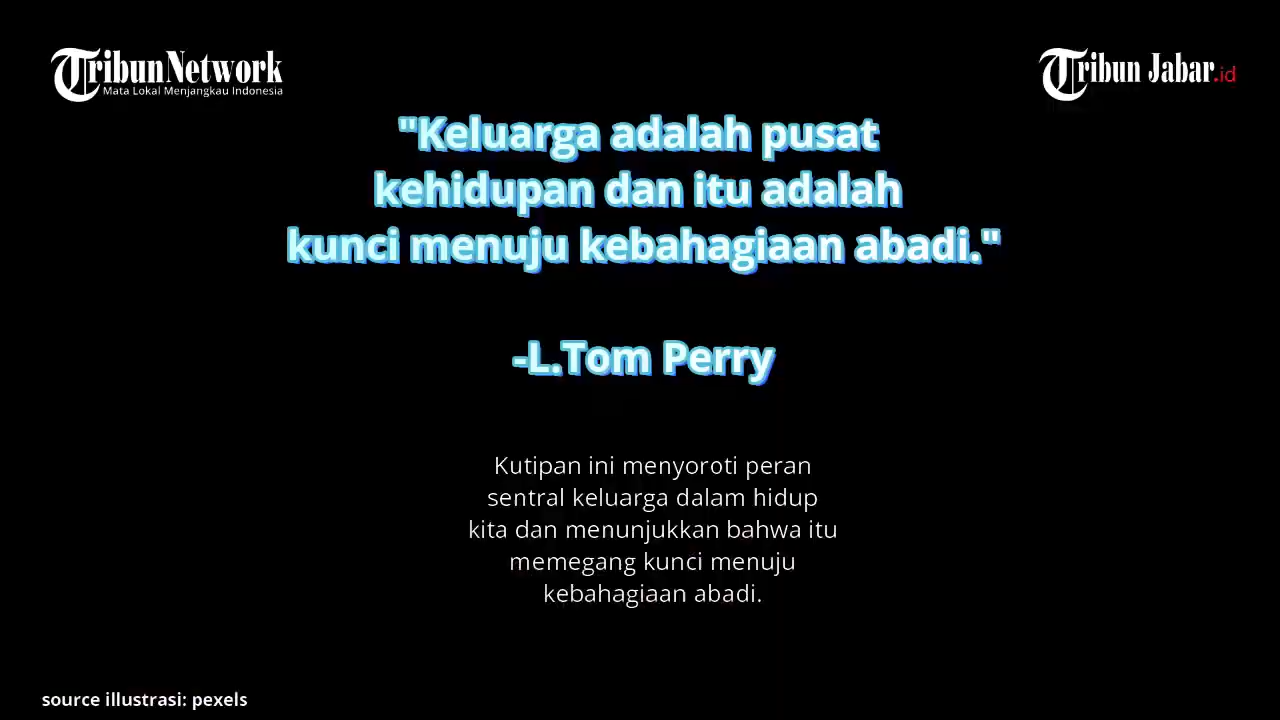 TribunNetwork
Mata Lokal Menjangkau Indonesia
Tribun Jabar.id
"Keluarga adalah pusat
kehidupan dan itu adalah
kunci menuju kebahagiaan abadi."
-L.Tom Perry
Kutipan ini menyoroti peran
sentral keluarga dalam hidup
kita dan menunjukkan bahwa itu
memegang kunci menuju
kebahagiaan abadi.
source illustrasi: pexels